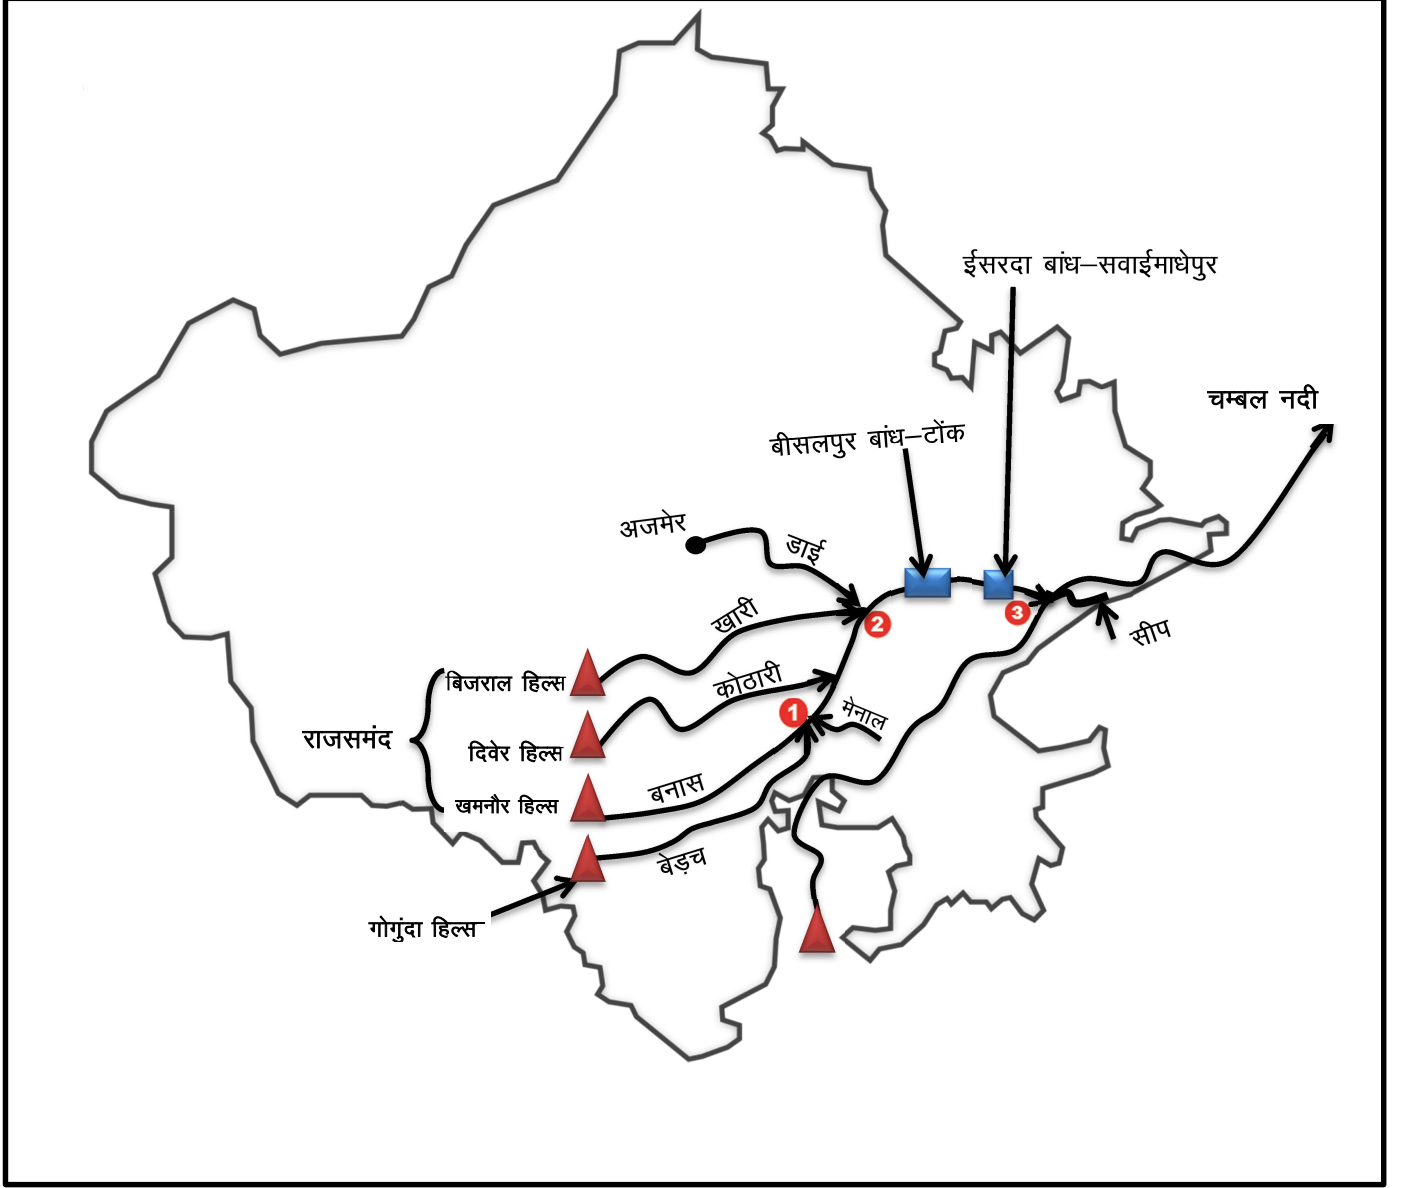 ईसरदा बांध–सवाईमाधेपुर
चम्बल नदी
बीसलपुर बांध–टोंक
अजमेर
डाई
खारी
2
3
सीप
बिजराल हिल्स
कोठारी
1
मेनाल
राजसमंद
दिवेर हिल्स
बनास
खमनौर हिल्स
बेड़च
गोगुंदा हिल्स